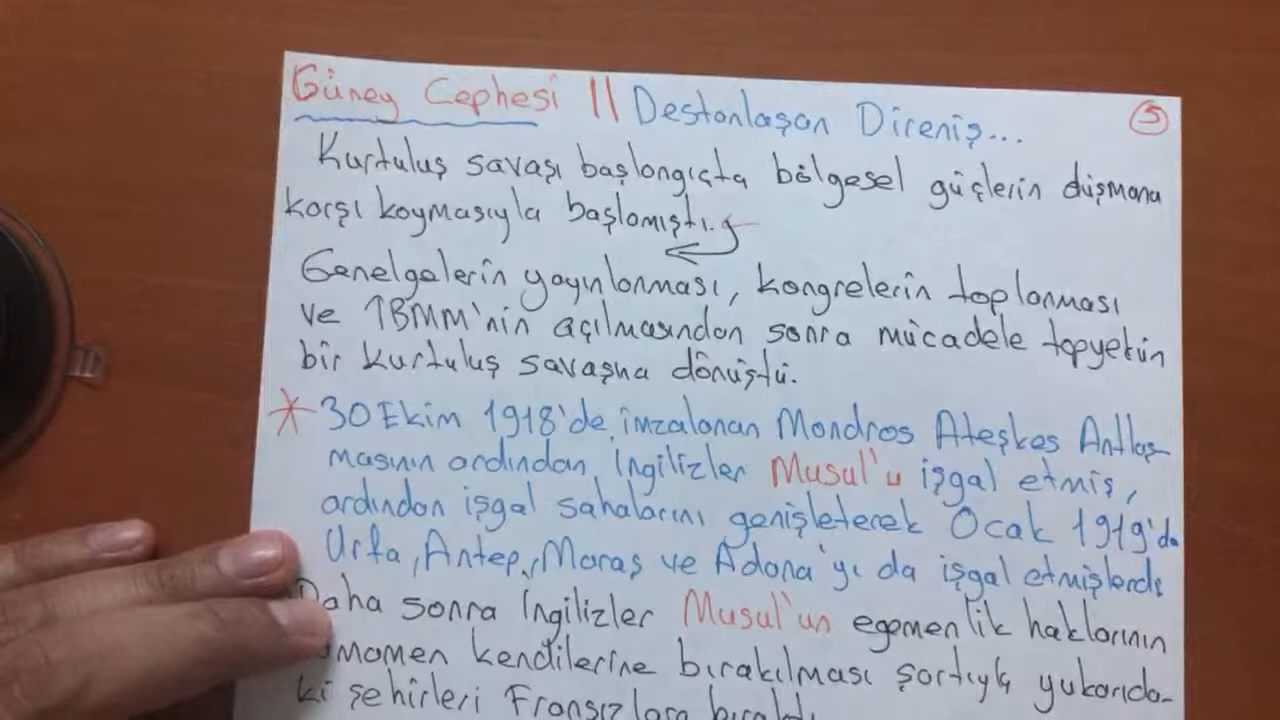 Güney Cephesi || Destanlaşan Direniş... 5
Kurtuluş savaşı başlangıçta bölgesel güçlerin düşmana
karşı koymasıyla başlamıştı.
Genelgelerin yayınlanması, kongrelerin toplanması
ve TBMM'nin açılmasından sonra mücadele topyekün
bir kurtuluş savaşına dönüştü.
* 30 Ekim 1918'de imzalanan Mondros Ateşkes Antlaş-
masının ardından İngilizler Musul'u işgal etmiş,
ardından işgal sahalarını genişleterek Ocak 1919'da
Urfa, Antep, Maraş ve Adana'yı da işgal etmişlerdi
Daha sonra İngilizler Musul'un egemenlik haklarının
tamamen kendilerine bırakılması şartıyla yukarıda-
ki şehirleri Fransızlara bıraktı